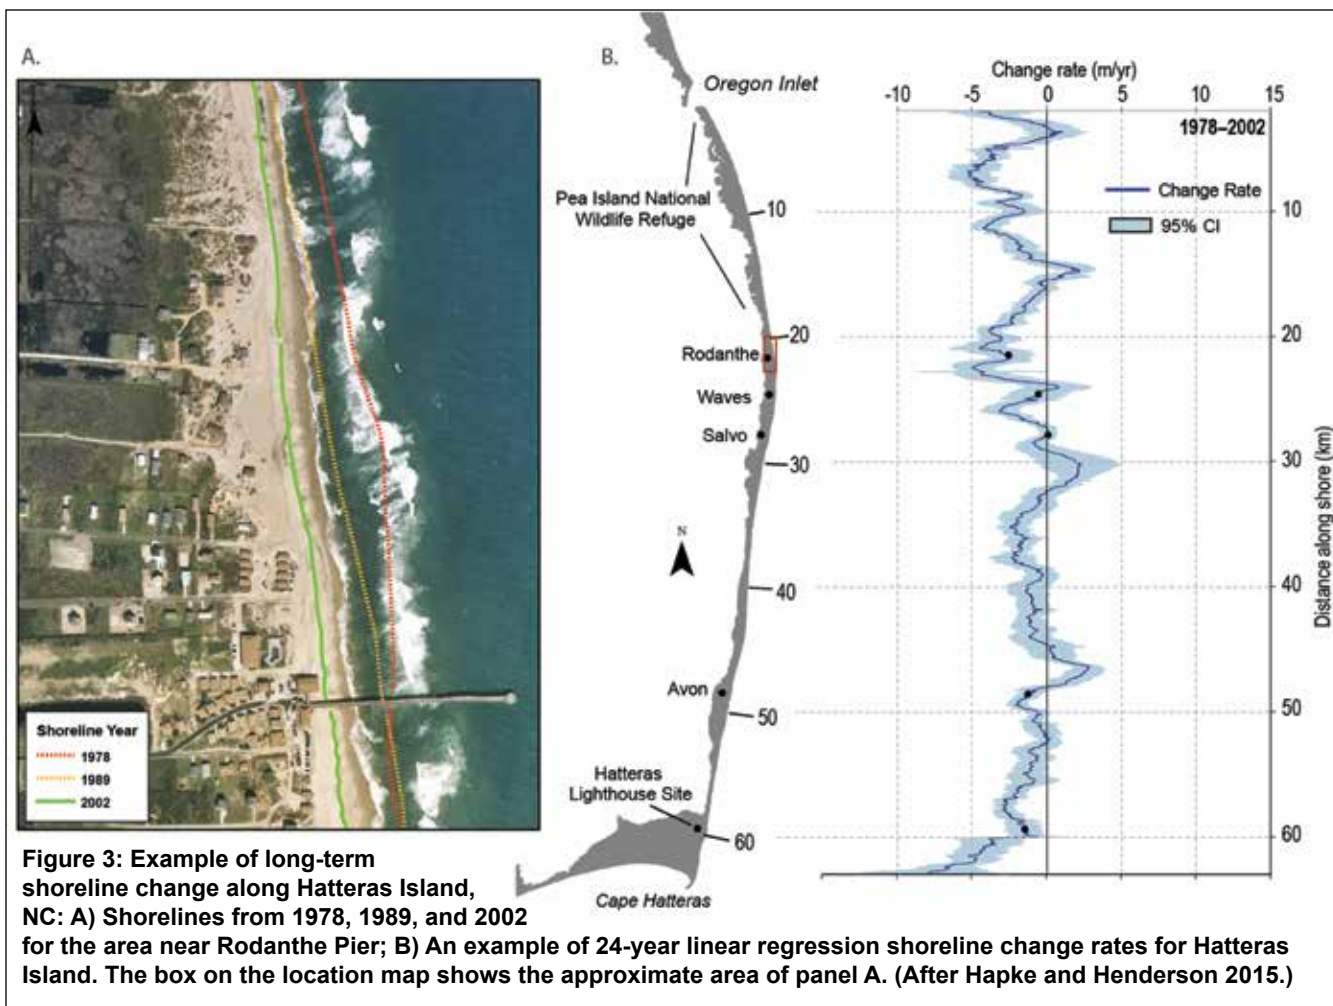 A.
Shoreline Year
1978
1989
2002
B.
Oregon Inlet
Pea Island National
Wildlife Refuge
10
20
Rodanthe
Waves
Salvo
30
N
40
Avon
50
Hatteras
Lighthouse Site
60
Cape Hatteras
Change rate (m/yr)
-10 -5 0 5 10 15
1978–2002
Change Rate
95% CI
10
20
30
40
50
60
Distance along shore (km)
Figure 3: Example of long-term
shoreline change along Hatteras Island,
NC: A) Shorelines from 1978, 1989, and 2002
for the area near Rodanthe Pier; B) An example of 24-year linear regression shoreline change rates for Hatteras
Island. The box on the location map shows the approximate area of panel A. (After Hapke and Henderson 2015.)